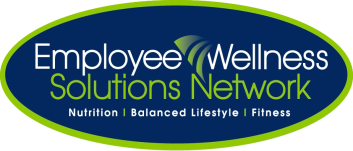 Employee Wellness
Solutions Network
Nutrition | Balanced Lifestyle | Fitness